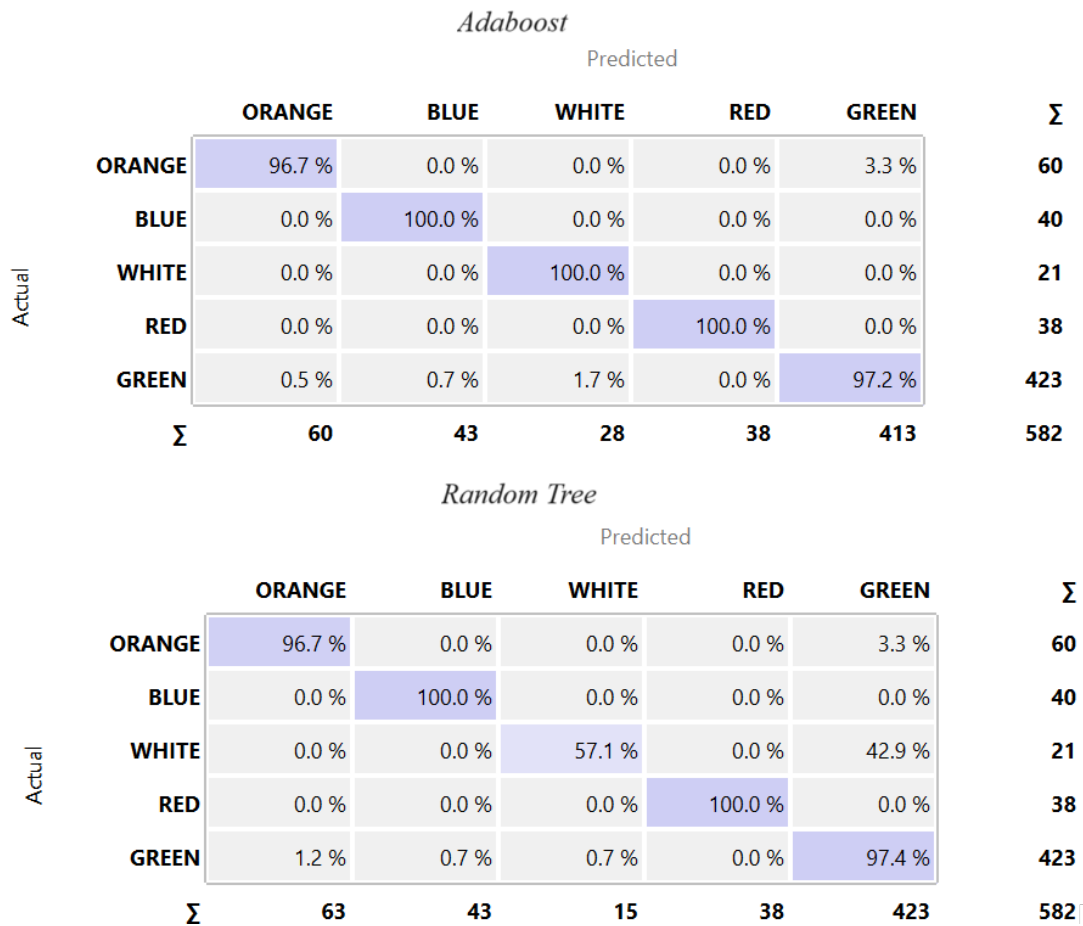 Adaboost
Predicted
ORANGE BLUE WHITE RED GREEN Σ
ORANGE 96.7 % 0.0 % 0.0 % 0.0 % 3.3 % 60
BLUE 0.0 % 100.0 % 0.0 % 0.0 % 0.0 % 40
Actual
WHITE 0.0 % 0.0 % 100.0 % 0.0 % 0.0 % 21
RED 0.0 % 0.0 % 0.0 % 100.0 % 0.0 % 38
GREEN 0.5 % 0.7 % 1.7 % 0.0 % 97.2 % 423
Σ 60 43 28 38 413 582
Random Tree
Predicted
ORANGE BLUE WHITE RED GREEN Σ
ORANGE 96.7 % 0.0 % 0.0 % 0.0 % 3.3 % 60
BLUE 0.0 % 100.0 % 0.0 % 0.0 % 0.0 % 40
Actual
WHITE 0.0 % 0.0 % 57.1 % 0.0 % 42.9 % 21
RED 0.0 % 0.0 % 0.0 % 100.0 % 0.0 % 38
GREEN 1.2 % 0.7 % 0.7 % 0.0 % 97.4 % 423
Σ 63 43 15 38 423 582